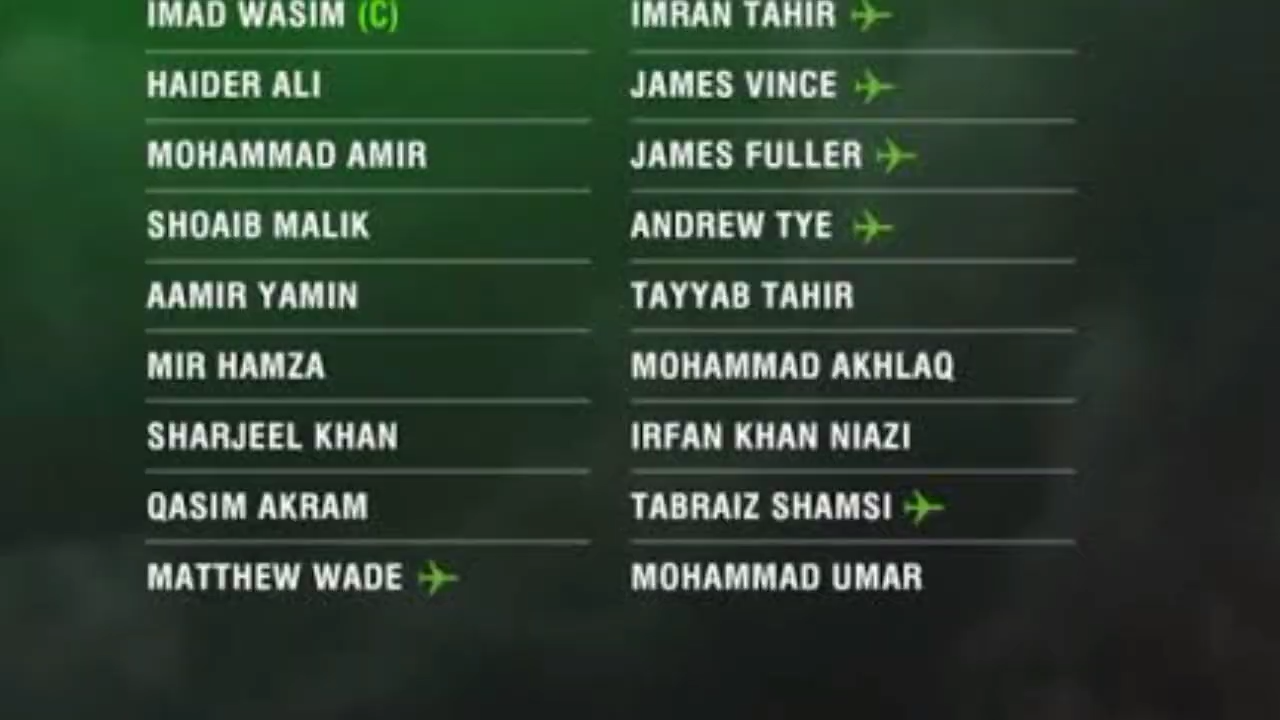 IMAD WASIM (C)
HAIDER ALI
MOHAMMAD AMIR
SHOAIB MALIK
AAMIR YAMIN
MIR HAMZA
SHARJEEL KHAN
QASIM AKRAM
MATTHEW WADE
IMRAN TAHIR
JAMES VINCE
JAMES FULLER
ANDREW TYE
TAYYAB TAHIR
MOHAMMAD AKHLAQ
IRFAN KHAN NIAZI
TABRAIZ SHAMSI
MOHAMMAD UMAR